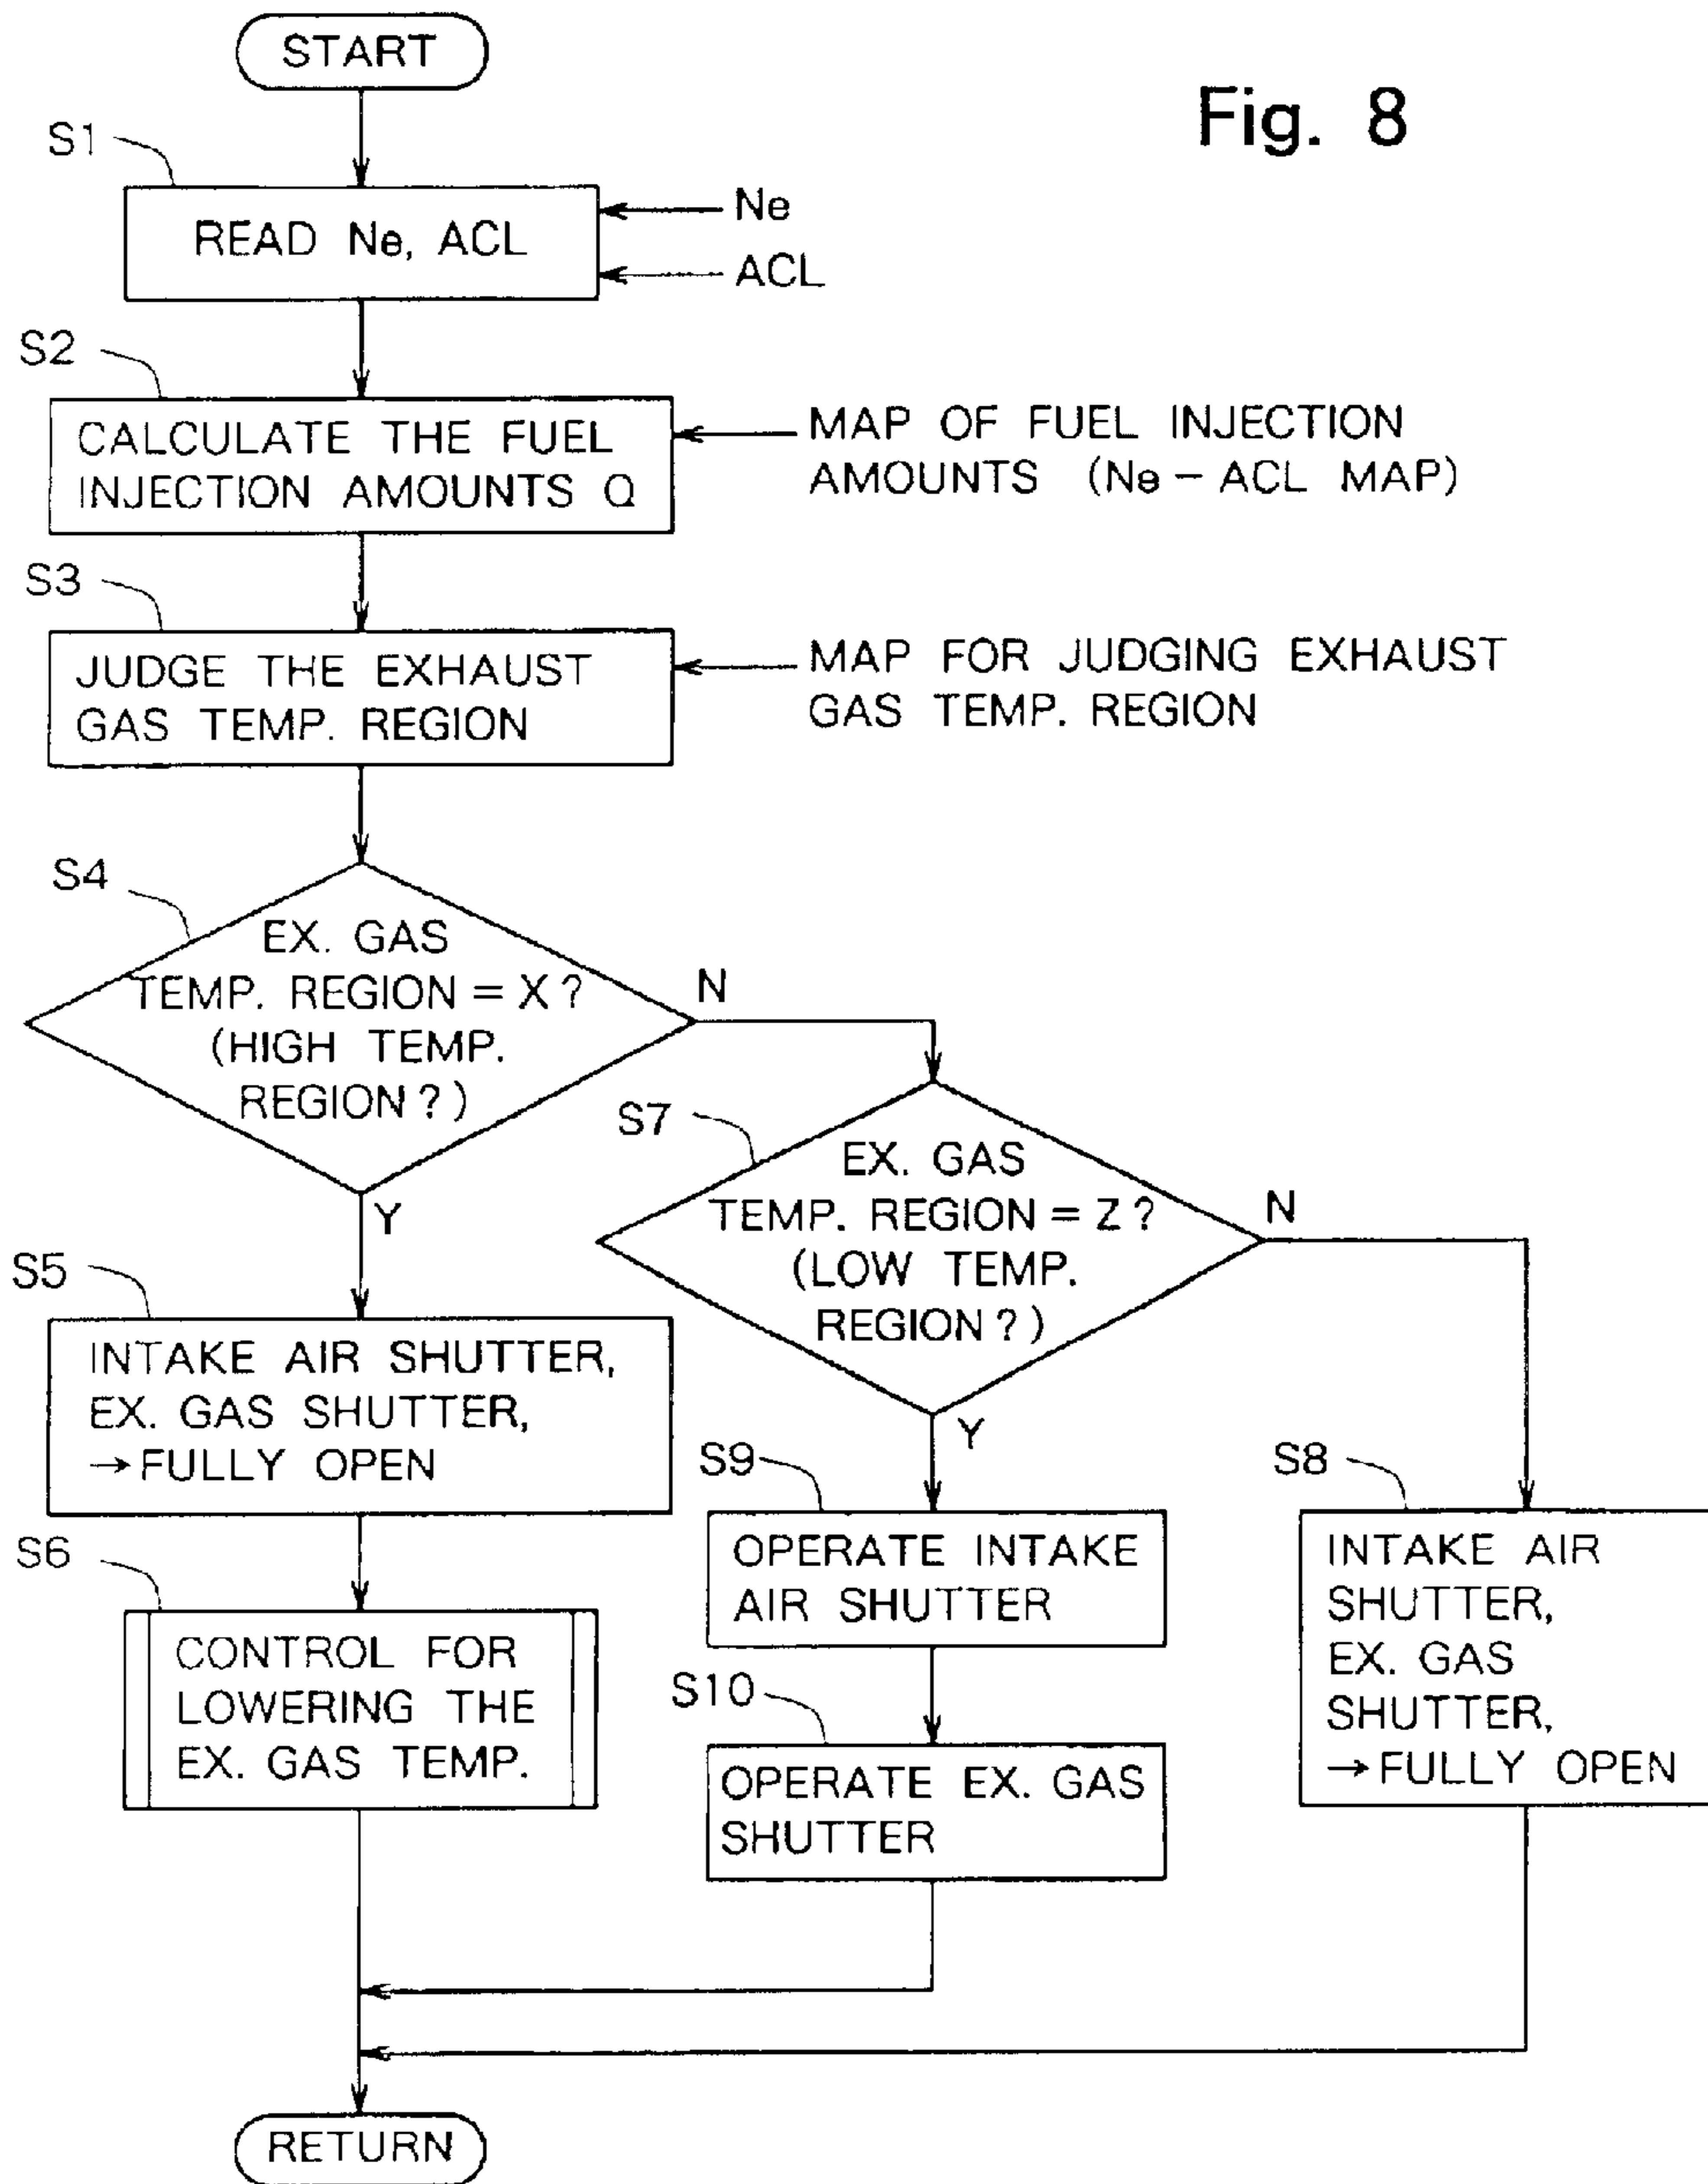 START
Fig. 8
S1
READ Ne, ACL
Ne
ACL
S2
CALCULATE THE FUEL
INJECTION AMOUNTS Q
MAP OF FUEL INJECTION
AMOUNTS (Ne – ACL MAP)
S3
JUDGE THE EXHAUST
GAS TEMP. REGION
MAP FOR JUDGING EXHAUST
GAS TEMP. REGION
S4
EX. GAS
TEMP. REGION = X ?
(HIGH TEMP.
REGION ? )
N
Y
S7
EX. GAS
TEMP. REGION = Z ?
(LOW TEMP.
REGION ? )
N
Y
S5
INTAKE AIR SHUTTER,
EX. GAS SHUTTER,
→ FULLY OPEN
S6
CONTROL FOR
LOWERING THE
EX. GAS TEMP.
S9
OPERATE INTAKE
AIR SHUTTER
S10
OPERATE EX. GAS
SHUTTER
S8
INTAKE AIR
SHUTTER,
EX. GAS
SHUTTER,
→ FULLY OPEN
RETURN